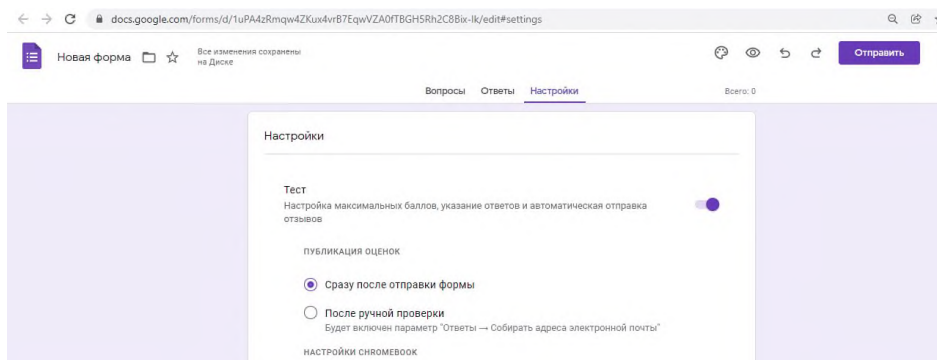 docs.google.com/forms/d/1uPA4zRmqw4ZKux4vrB7EqwVZA0fTBGH5Rh2C8Bix-Ik/edit#settings
Новая форма
Все изменения сохранены
на Диске
Отправить
Вопросы Ответы Настройки Всего: 0
Настройки
Тест
Настройка максимальных баллов, указание ответов и автоматическая отправка
отзывов
ПУБЛИКАЦИЯ ОЦЕНОК
Сразу после отправки формы
После ручной проверки
Будет включен параметр "Ответы → Собирать адреса электронной почты"
НАСТРОЙКИ CHROMEBOOK